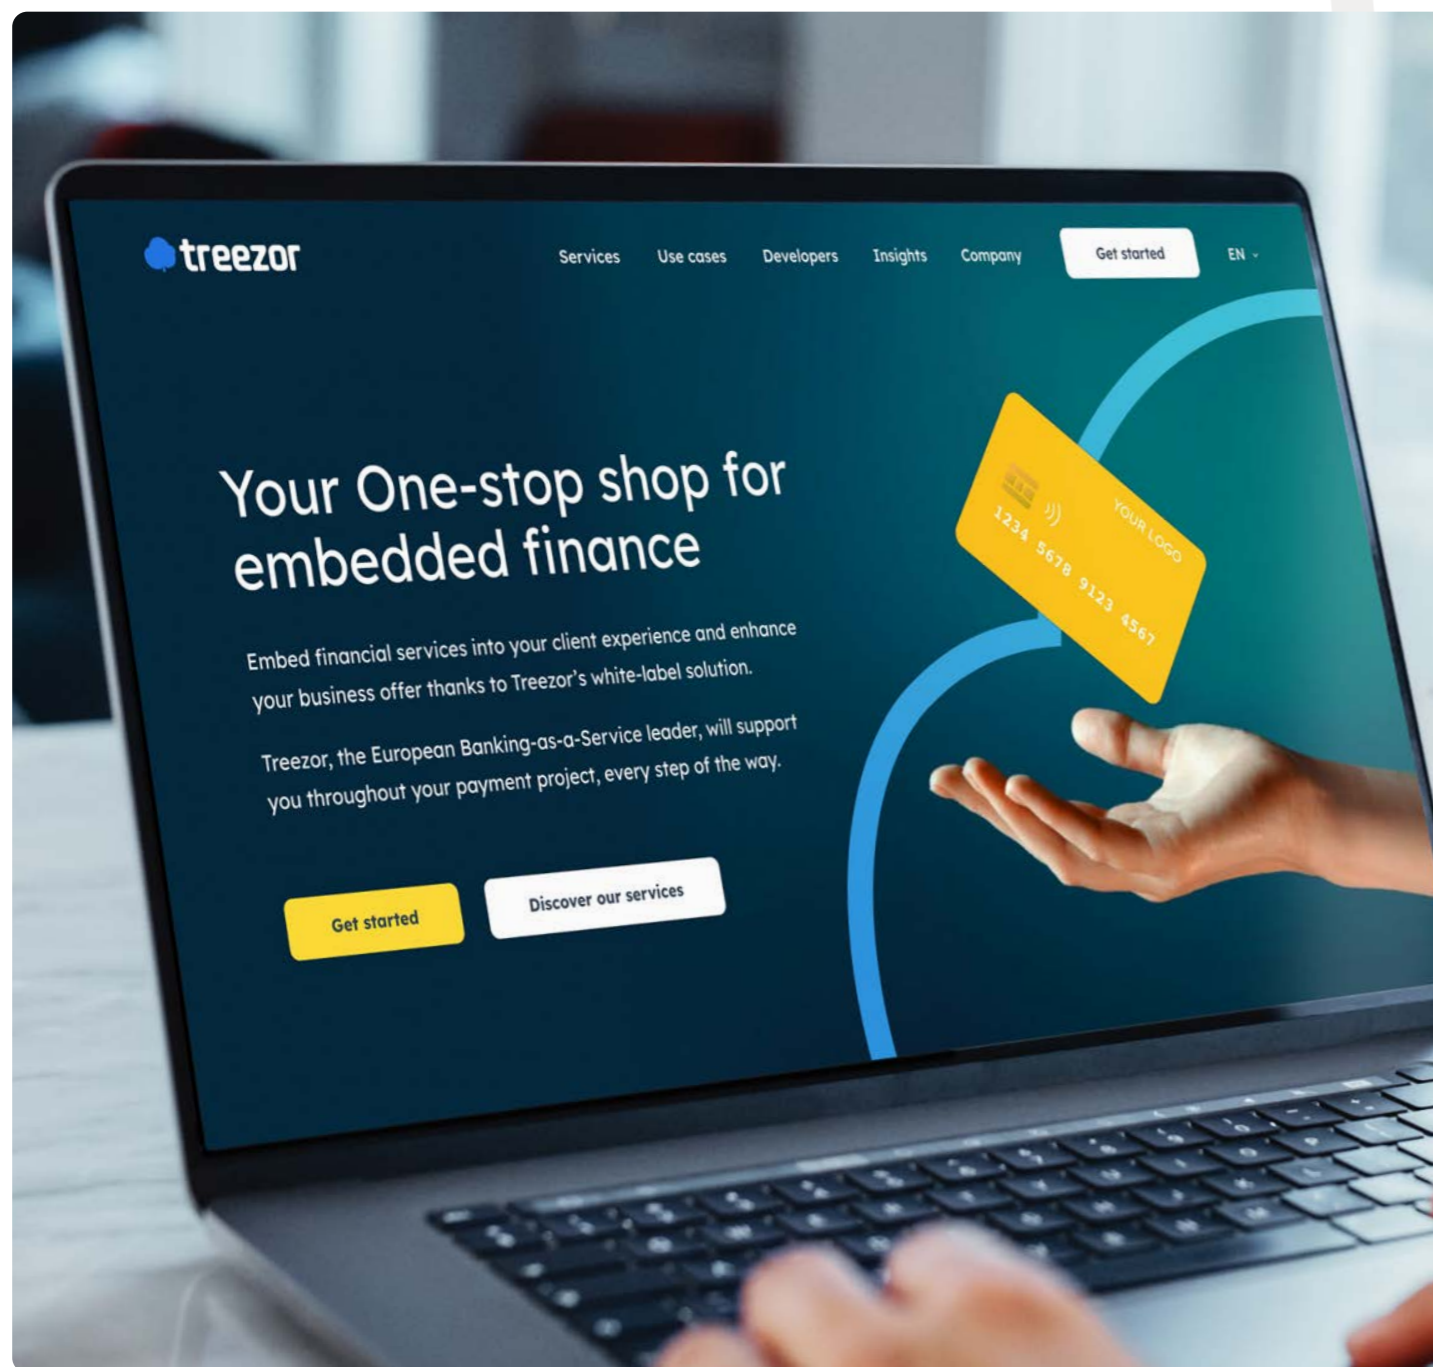 treezor
Services Use cases Developers Insights Company Get started EN
Your One-stop shop for
embedded finance
Embed financial services into your client experience and enhance
your business offer thanks to Treezor's white-label solution.
Treezor, the European Banking-as-a-Service leader, will support
you throughout your payment project, every step of the way.
Get started Discover our services
YOUR LOGO
1234 5678 9123 4567